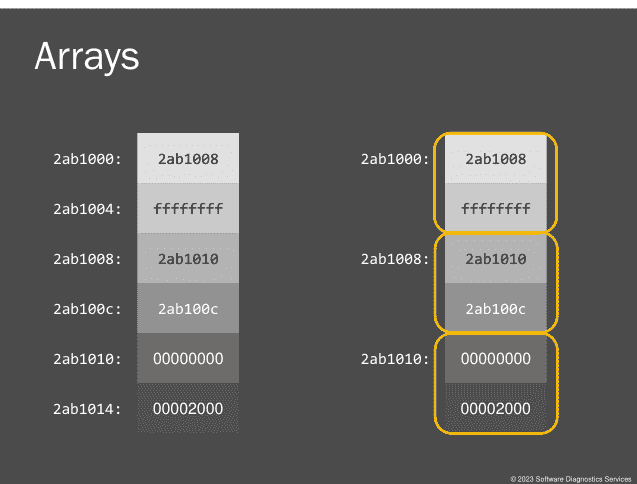 Arrays
2ab1000: 2ab1008
2ab1004: ffffffff
2ab1008: 2ab1010
2ab100c: 2ab100c
2ab1010: 00000000
2ab1014: 00002000
2ab1000: 2ab1008
ffffffff
2ab1008: 2ab1010
2ab100c
2ab1010: 00000000
00002000
© 2023 Software Diagnostics Services